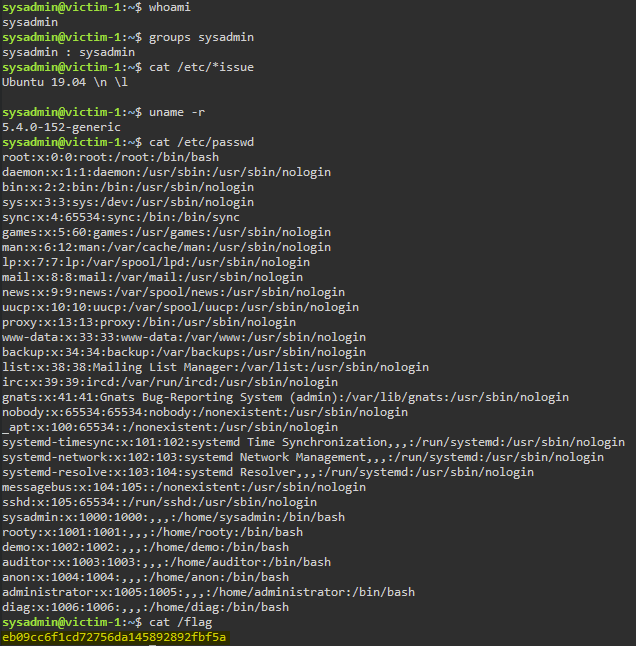 sysadmin@victim-1:~$ whoami
sysadmin
sysadmin@victim-1:~$ groups sysadmin
sysadmin : sysadmin
sysadmin@victim-1:~$ cat /etc/*issue
Ubuntu 19.04 \n \l
sysadmin@victim-1:~$ uname -r
5.4.0-152-generic
sysadmin@victim-1:~$ cat /etc/passwd
root:x:0:0:root:/root:/bin/bash
daemon:x:1:1:daemon:/usr/sbin:/usr/sbin/nologin
bin:x:2:2:bin:/bin:/usr/sbin/nologin
sys:x:3:3:sys:/dev:/usr/sbin/nologin
sync:x:4:65534:sync:/bin:/bin/sync
games:x:5:60:games:/usr/games:/usr/sbin/nologin
man:x:6:12:man:/var/cache/man:/usr/sbin/nologin
lp:x:7:7:lp:/var/spool/lpd:/usr/sbin/nologin
mail:x:8:8:mail:/var/mail:/usr/sbin/nologin
news:x:9:9:news:/var/spool/news:/usr/sbin/nologin
uucp:x:10:10:uucp:/var/spool/uucp:/usr/sbin/nologin
proxy:x:13:13:proxy:/bin:/usr/sbin/nologin
www-data:x:33:33:www-data:/var/www:/usr/sbin/nologin
backup:x:34:34:backup:/var/backups:/usr/sbin/nologin
list:x:38:38:Mailing List Manager:/var/list:/usr/sbin/nologin
irc:x:39:39:ircd:/var/run/ircd:/usr/sbin/nologin
gnats:x:41:41:Gnats Bug-Reporting System (admin):/var/lib/gnats:/usr/sbin/nologin
nobody:x:65534:65534:nobody:/nonexistent:/usr/sbin/nologin
_apt:x:100:65534::/nonexistent:/usr/sbin/nologin
systemd-timesync:x:101:102:systemd Time Synchronization,,,:/run/systemd:/usr/sbin/nologin
systemd-network:x:102:103:systemd Network Management,,,:/run/systemd:/usr/sbin/nologin
systemd-resolve:x:103:104:systemd Resolver,,,:/run/systemd:/usr/sbin/nologin
messagebus:x:104:105::/nonexistent:/usr/sbin/nologin
sshd:x:105:65534::/run/sshd:/usr/sbin/nologin
sysadmin:x:1000:1000:,,,:/home/sysadmin:/bin/bash
rooty:x:1001:1001:,,,:/home/rooty:/bin/bash
demo:x:1002:1002:,,,:/home/demo:/bin/bash
auditor:x:1003:1003:,,,:/home/auditor:/bin/bash
anon:x:1004:1004:,,,:/home/anon:/bin/bash
administrator:x:1005:1005:,,,:/home/administrator:/bin/bash
diag:x:1006:1006:,,,:/home/diag:/bin/bash
sysadmin@victim-1:~$ cat /flag
eb09cc6f1cd72756da145892892fbf5a